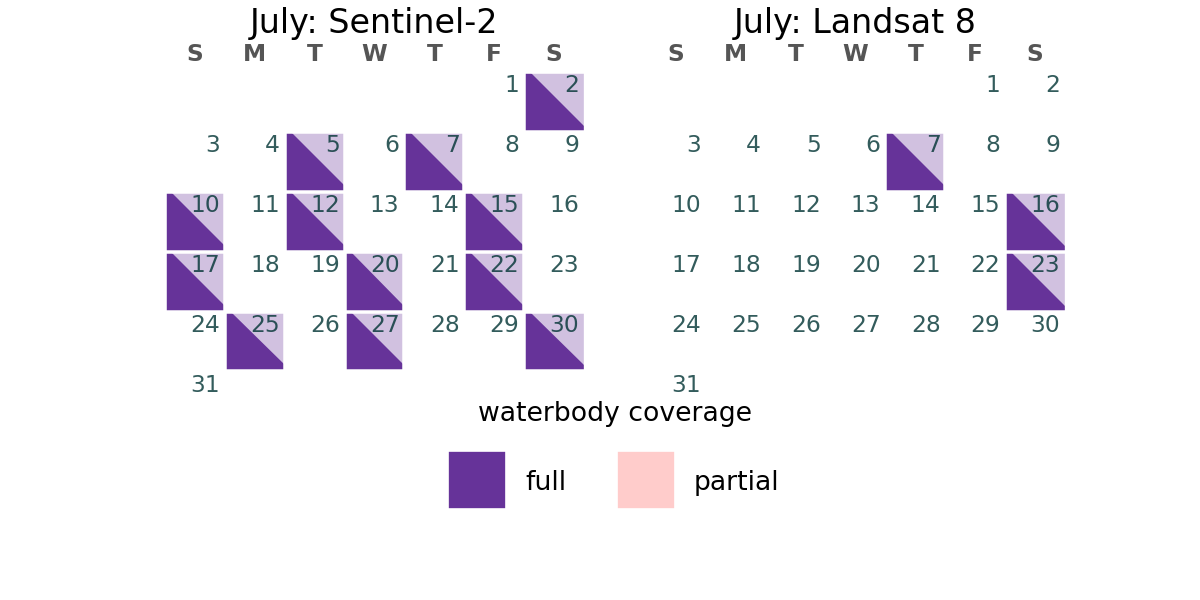 July: Sentinel-2
S M T W T F S
1 2
3 4 5 6 7 8 9
10 11 12 13 14 15 16
17 18 19 20 21 22 23
24 25 26 27 28 29 30
31
July: Landsat 8
S M T W T F S
1 2
3 4 5 6 7 8 9
10 11 12 13 14 15 16
17 18 19 20 21 22 23
24 25 26 27 28 29 30
31
waterbody coverage
full partial